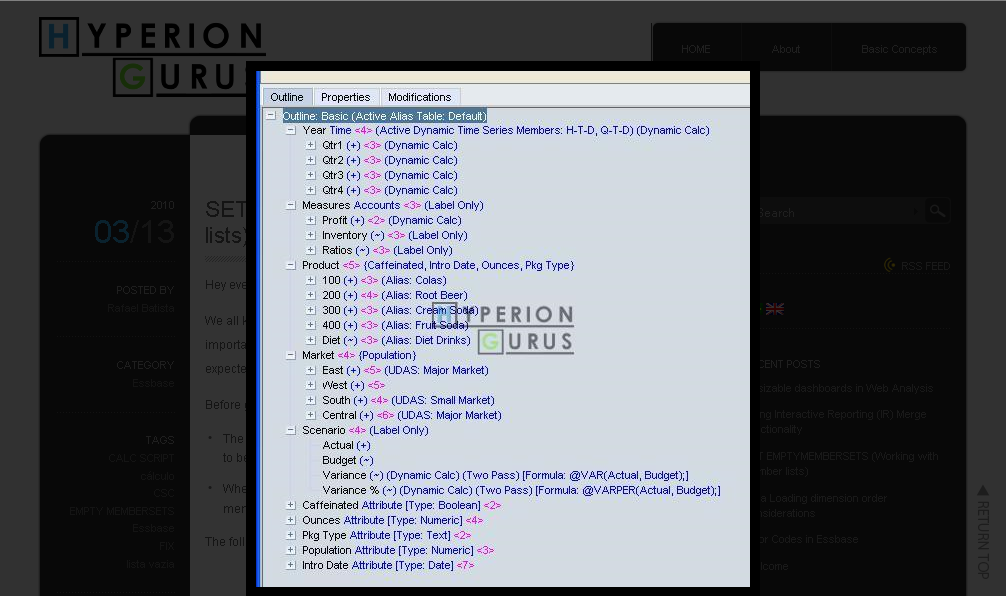 HYPERION
GURUS
HOME About Basic Concepts
Outline Properties Modifications
Outline: Basic (Active Alias Table: Default)
Year Time <4> (Active Dynamic Time Series Members: H-T-D, Q-T-D) (Dynamic Calc)
Qtr1 (+) <3> (Dynamic Calc)
Qtr2 (+) <3> (Dynamic Calc)
Qtr3 (+) <3> (Dynamic Calc)
Qtr4 (+) <3> (Dynamic Calc)
Measures Accounts <3> (Label Only)
Profit (+) <2> (Dynamic Calc)
Inventory (~) <3> (Label Only)
Ratios (~) <3> (Label Only)
Product <5> {Caffeinated, Intro Date, Ounces, Pkg Type}
100 (+) <3> (Alias: Colas)
200 (+) <4> (Alias: Root Beer)
300 (+) <3> (Alias: Cream Soda)
400 (+) <3> (Alias: Fruit Soda)
Diet (~) <3> (Alias: Diet Drinks)
Market <4> {Population}
East (+) <5> (UDAS: Major Market)
West (+) <5>
South (+) <4> (UDAS: Small Market)
Central (+) <6> (UDAS: Major Market)
Scenario <4> (Label Only)
Actual (+)
Budget (~)
Variance (~) (Dynamic Calc) (Two Pass) [Formula: @VAR(Actual, Budget);]
Variance % (~) (Dynamic Calc) (Two Pass) [Formula: @VARPER(Actual, Budget);]
Caffeinated Attribute [Type: Boolean] <2>
Ounces Attribute [Type: Numeric] <4>
Pkg Type Attribute [Type: Text] <2>
Population Attribute [Type: Numeric] <3>
Intro Date Attribute [Type: Date] <7>
HYPERION
GURUS
2010
03/13
POSTED BY
Rafael Batista
CATEGORY
Essbase
TAGS
CALC SCRIPT
calculo
CSC
EMPTY MEMBERSETS
Essbase
FIX
lista vazia
SET
lists)
Hey eve
We all k
importa
expecte
Before
The
to be
Whe
mer
The foll
Search
RSS FEED
CENT POSTS
sizable dashboards in Web Analysis
ng Interactive Reporting (IR) Merge
ctionality
T EMPTYMEMBERSETS (Working with
mber lists)
a Loading dimension order
nsiderations
or Codes in Essbase
lcome
RETURN TOP